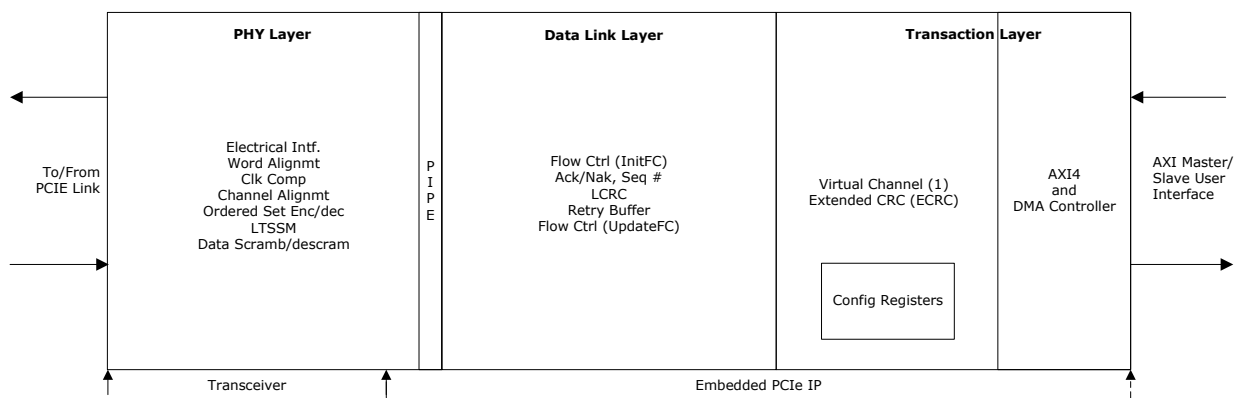 PHY Layer
Data Link Layer
Transaction Layer
To/From
PCIE Link
Electrical Intf.
Word Alignmt
Clk Comp
Channel Alignmt
Ordered Set Enc/dec
LTSSM
Data Scramb/descram
P
I
P
E
Flow Ctrl (InitFC)
Ack/Nak, Seq #
LCRC
Retry Buffer
Flow Ctrl (UpdateFC)
Virtual Channel (1)
Extended CRC (ECRC)
Config Registers
AXI4
and
DMA Controller
AXI Master/
Slave User
Interface
Transceiver
Embedded PCIe IP